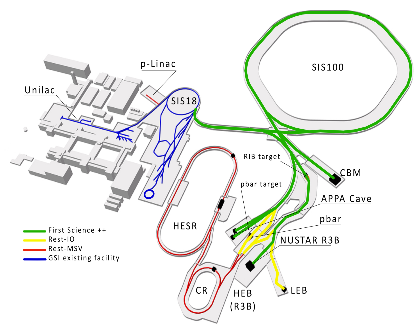 p-Linac
Unilac
SIS18
SIS100
RIB target
CBM
pbar target
APPA Cave
HESR
pbar
NUSTAR R3B
First Science ++
Rest-IO
Rest-MSV
GSI existing facility
CR
HEB
(R3B)
LEB